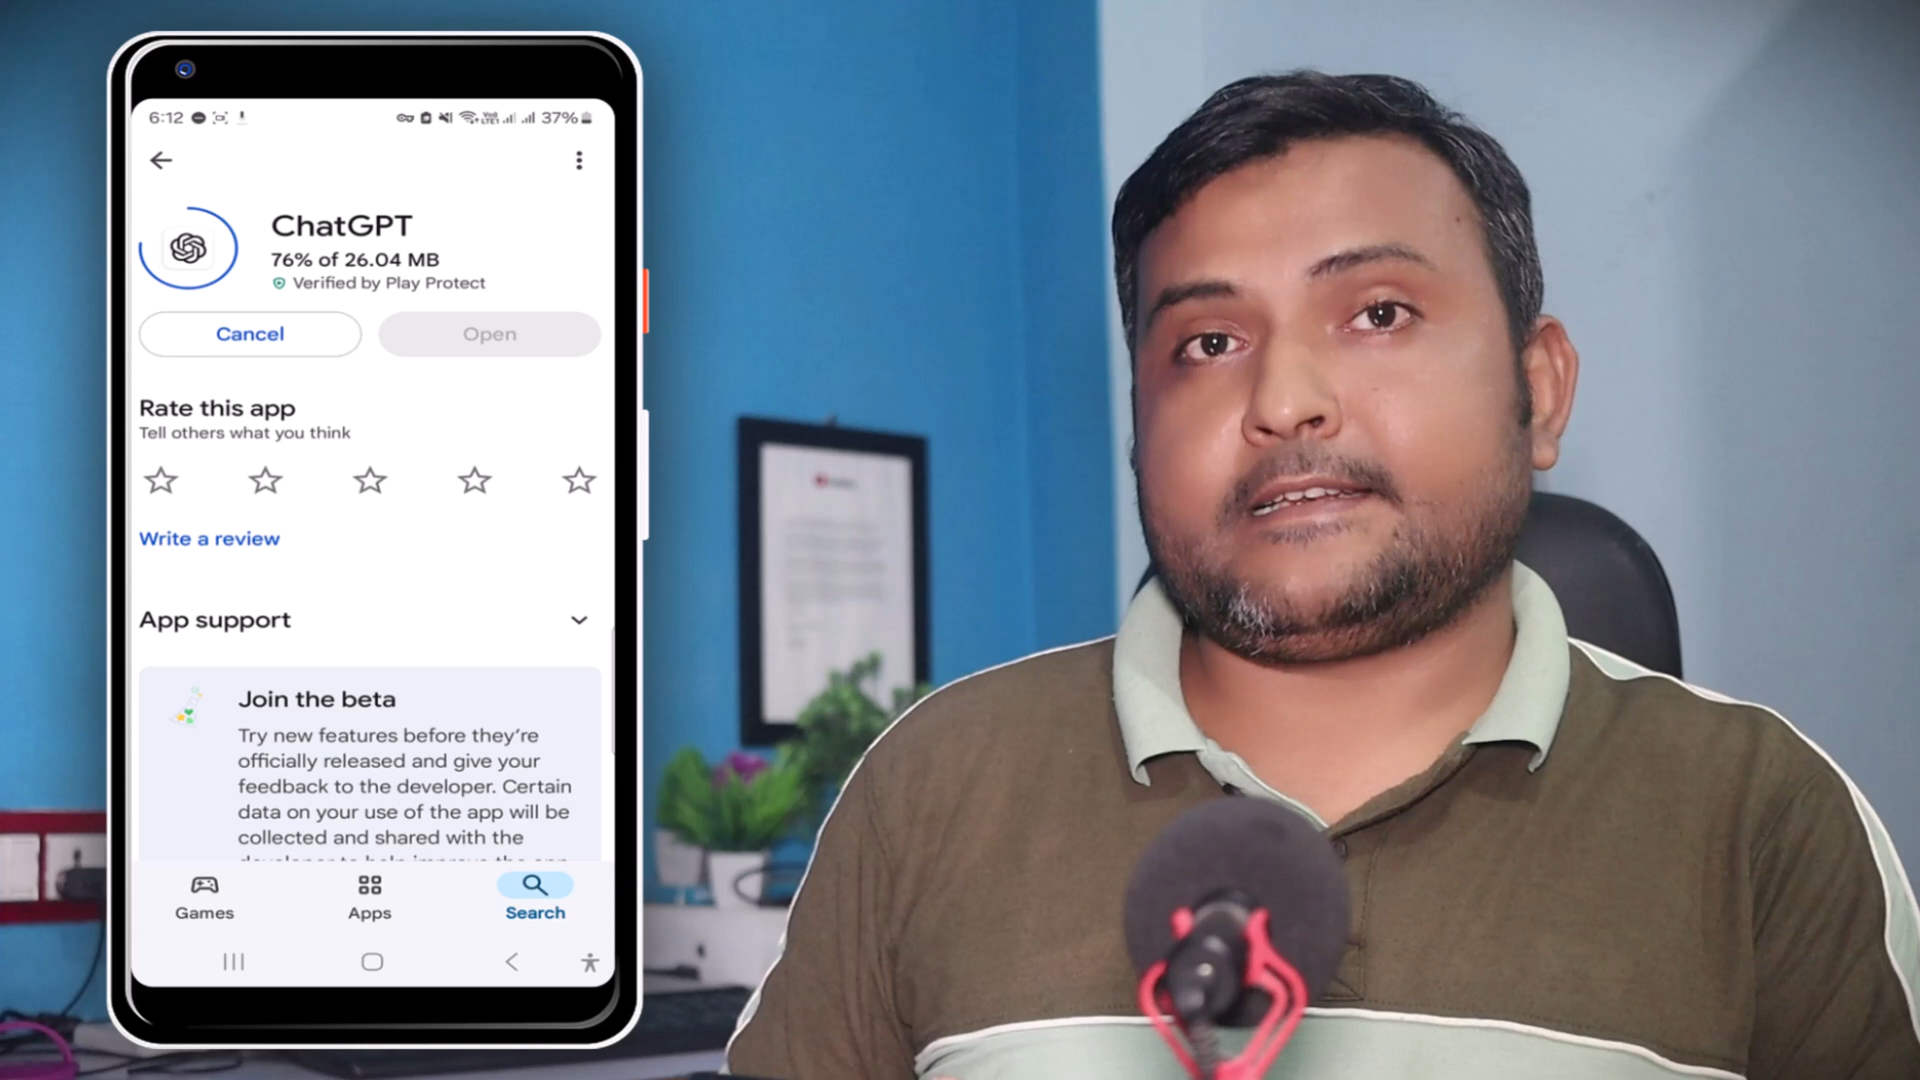 6:12
Vo))
LTE1
37%
ChatGPT
76% of 26.04 MB
Verified by Play Protect
Cancel
Open
Rate this app
Tell others what you think
Write a review
App support
Join the beta
Try new features before they're
officially released and give your
feedback to the developer. Certain
data on your use of the app will be
collected and shared with the
Games
Apps
Search